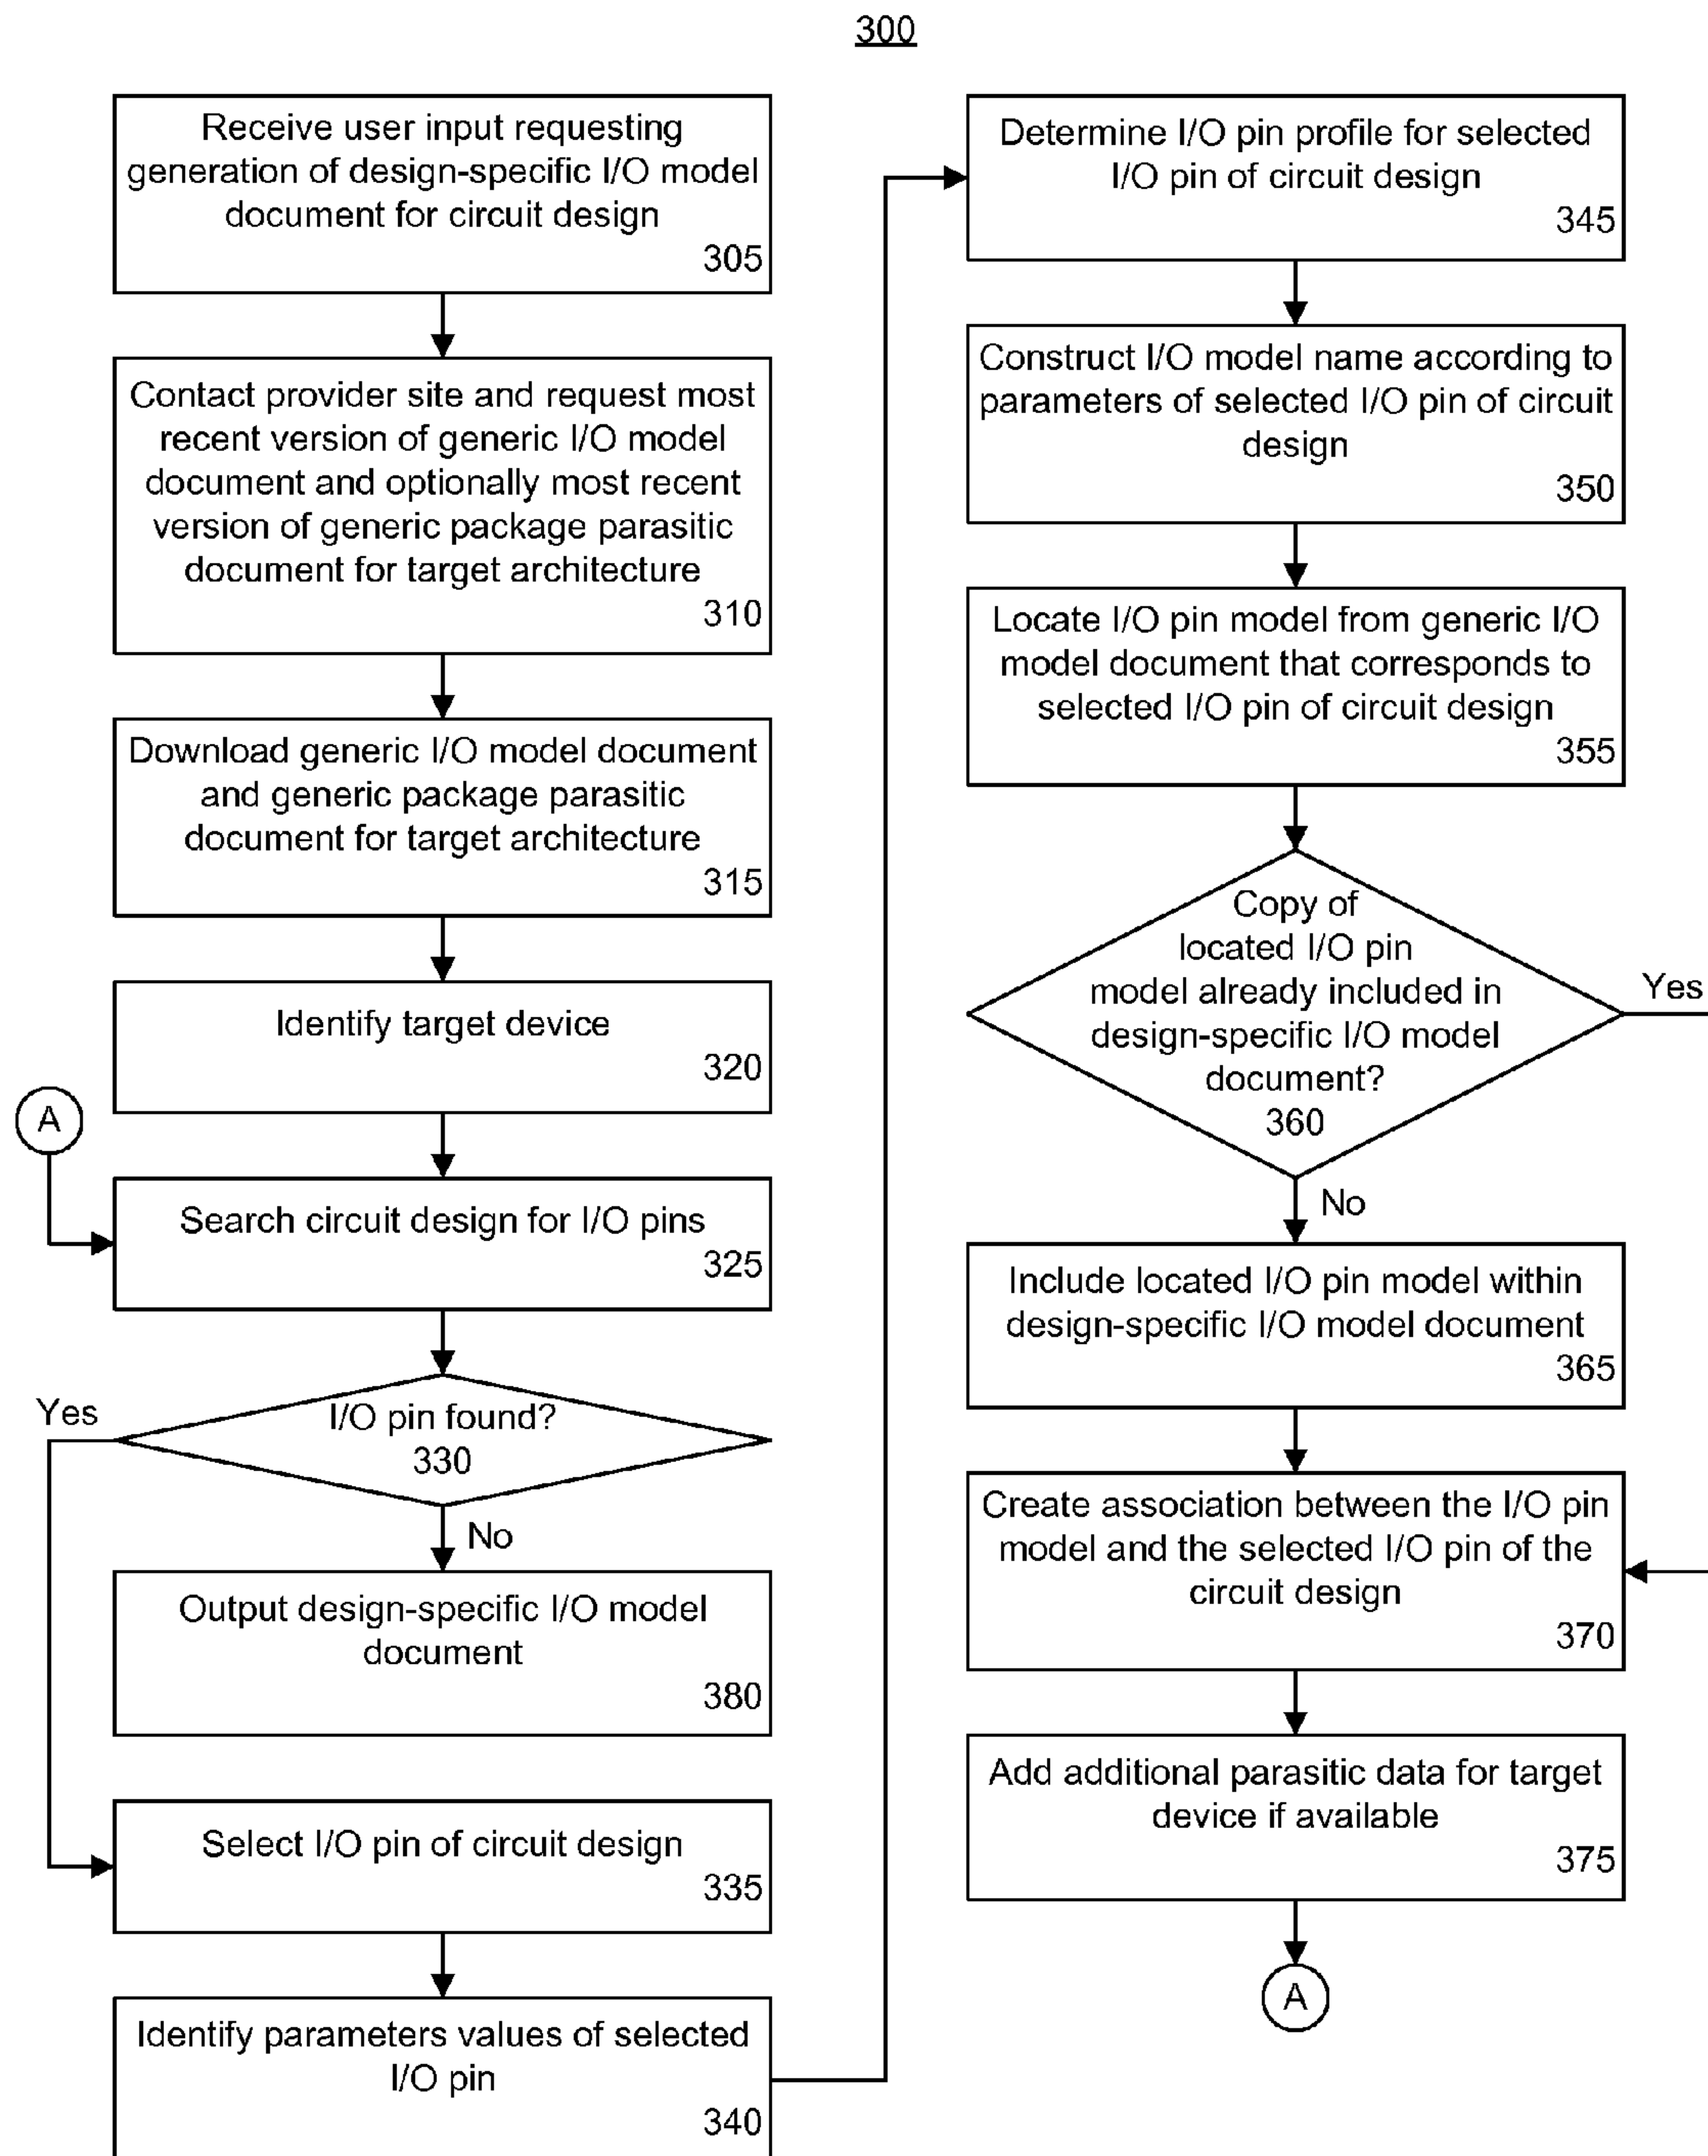 300
Receive user input requesting
generation of design-specific I/O model
document for circuit design
305
Contact provider site and request most
recent version of generic I/O model
document and optionally most recent
version of generic package parasitic
document for target architecture
310
Download generic I/O model document
and generic package parasitic
document for target architecture
315
Identify target device
320
A
Search circuit design for I/O pins
325
Yes
I/O pin found?
330
No
Output design-specific I/O model
document
380
Select I/O pin of circuit design
335
Identify parameters values of selected
I/O pin
340
Determine I/O pin profile for selected
I/O pin of circuit design
345
Construct I/O model name according to
parameters of selected I/O pin of circuit
design
350
Locate I/O pin model from generic I/O
model document that corresponds to
selected I/O pin of circuit design
355
Copy of
located I/O pin
model already included in
design-specific I/O model
document?
360
Yes
No
Include located I/O pin model within
design-specific I/O model document
365
Create association between the I/O pin
model and the selected I/O pin of the
circuit design
370
Add additional parasitic data for target
device if available
375
A